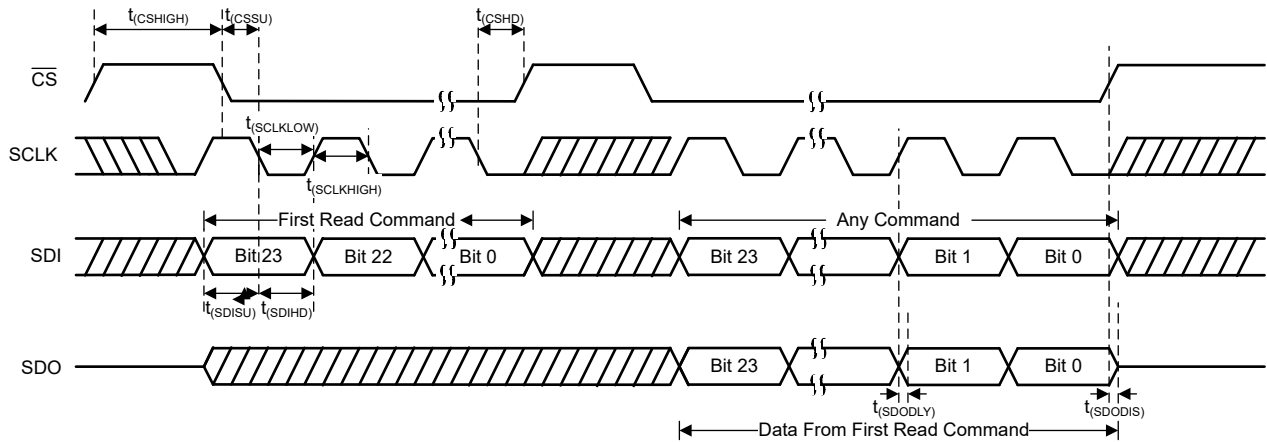 t(CSHIGH) t(CSSU) t(CSHD)
CS
t(SCLKLOW)
SCLK
t(SCLKHIGH)
First Read Command Any Command
SDI Bit 23 Bit 22 Bit 0 Bit 23 Bit 1 Bit 0
t(SDISU) t(SDIHD)
SDO Bit 23 Bit 1 Bit 0
t(SDODLY) t(SDODIS)
Data From First Read Command